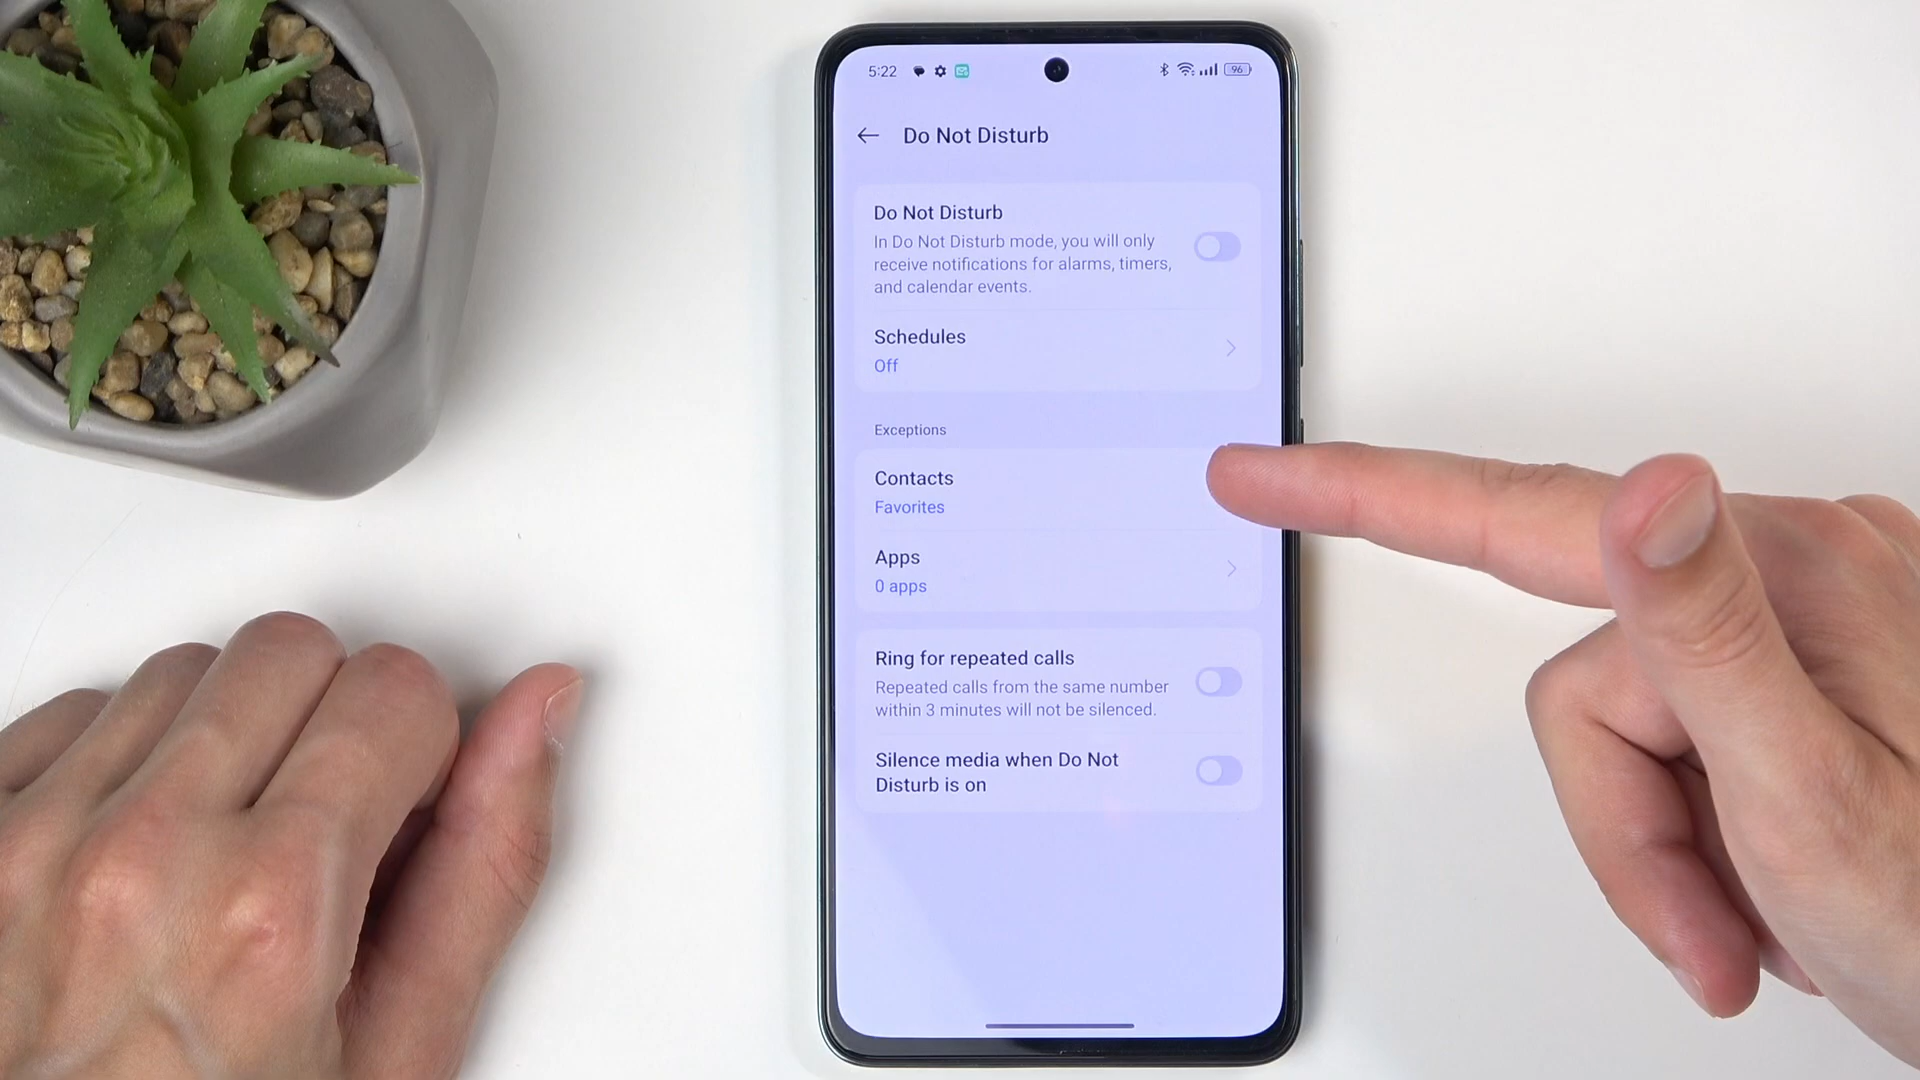 5:22
96
Do Not Disturb
Do Not Disturb
In Do Not Disturb mode, you will only
receive notifications for alarms, timers,
and calendar events.
Schedules
Off
Exceptions
Contacts
Favorites
Apps
0 apps
Ring for repeated calls
Repeated calls from the same number
within 3 minutes will not be silenced.
Silence media when Do Not
Disturb is on